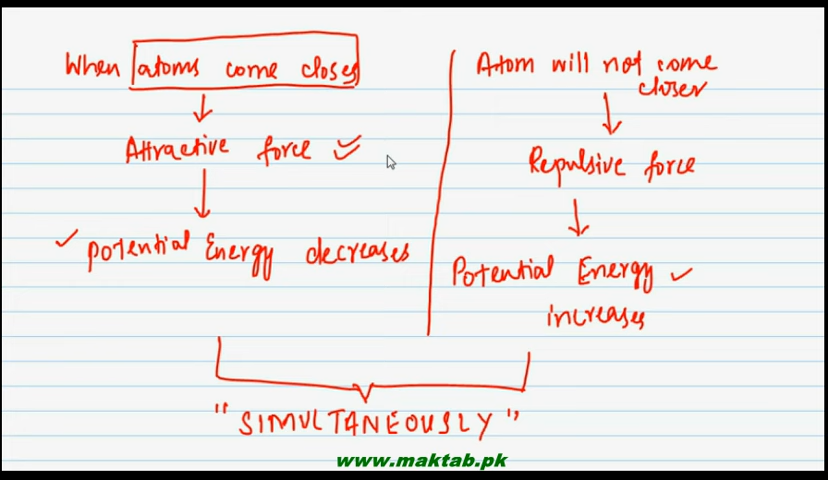 When atoms come closer
Attractive force
Potential Energy decreases
Atom will not come
closer
Repulsive force
Potential Energy
increases
"SIMULTANEOUSLY"
www.maktab.pk